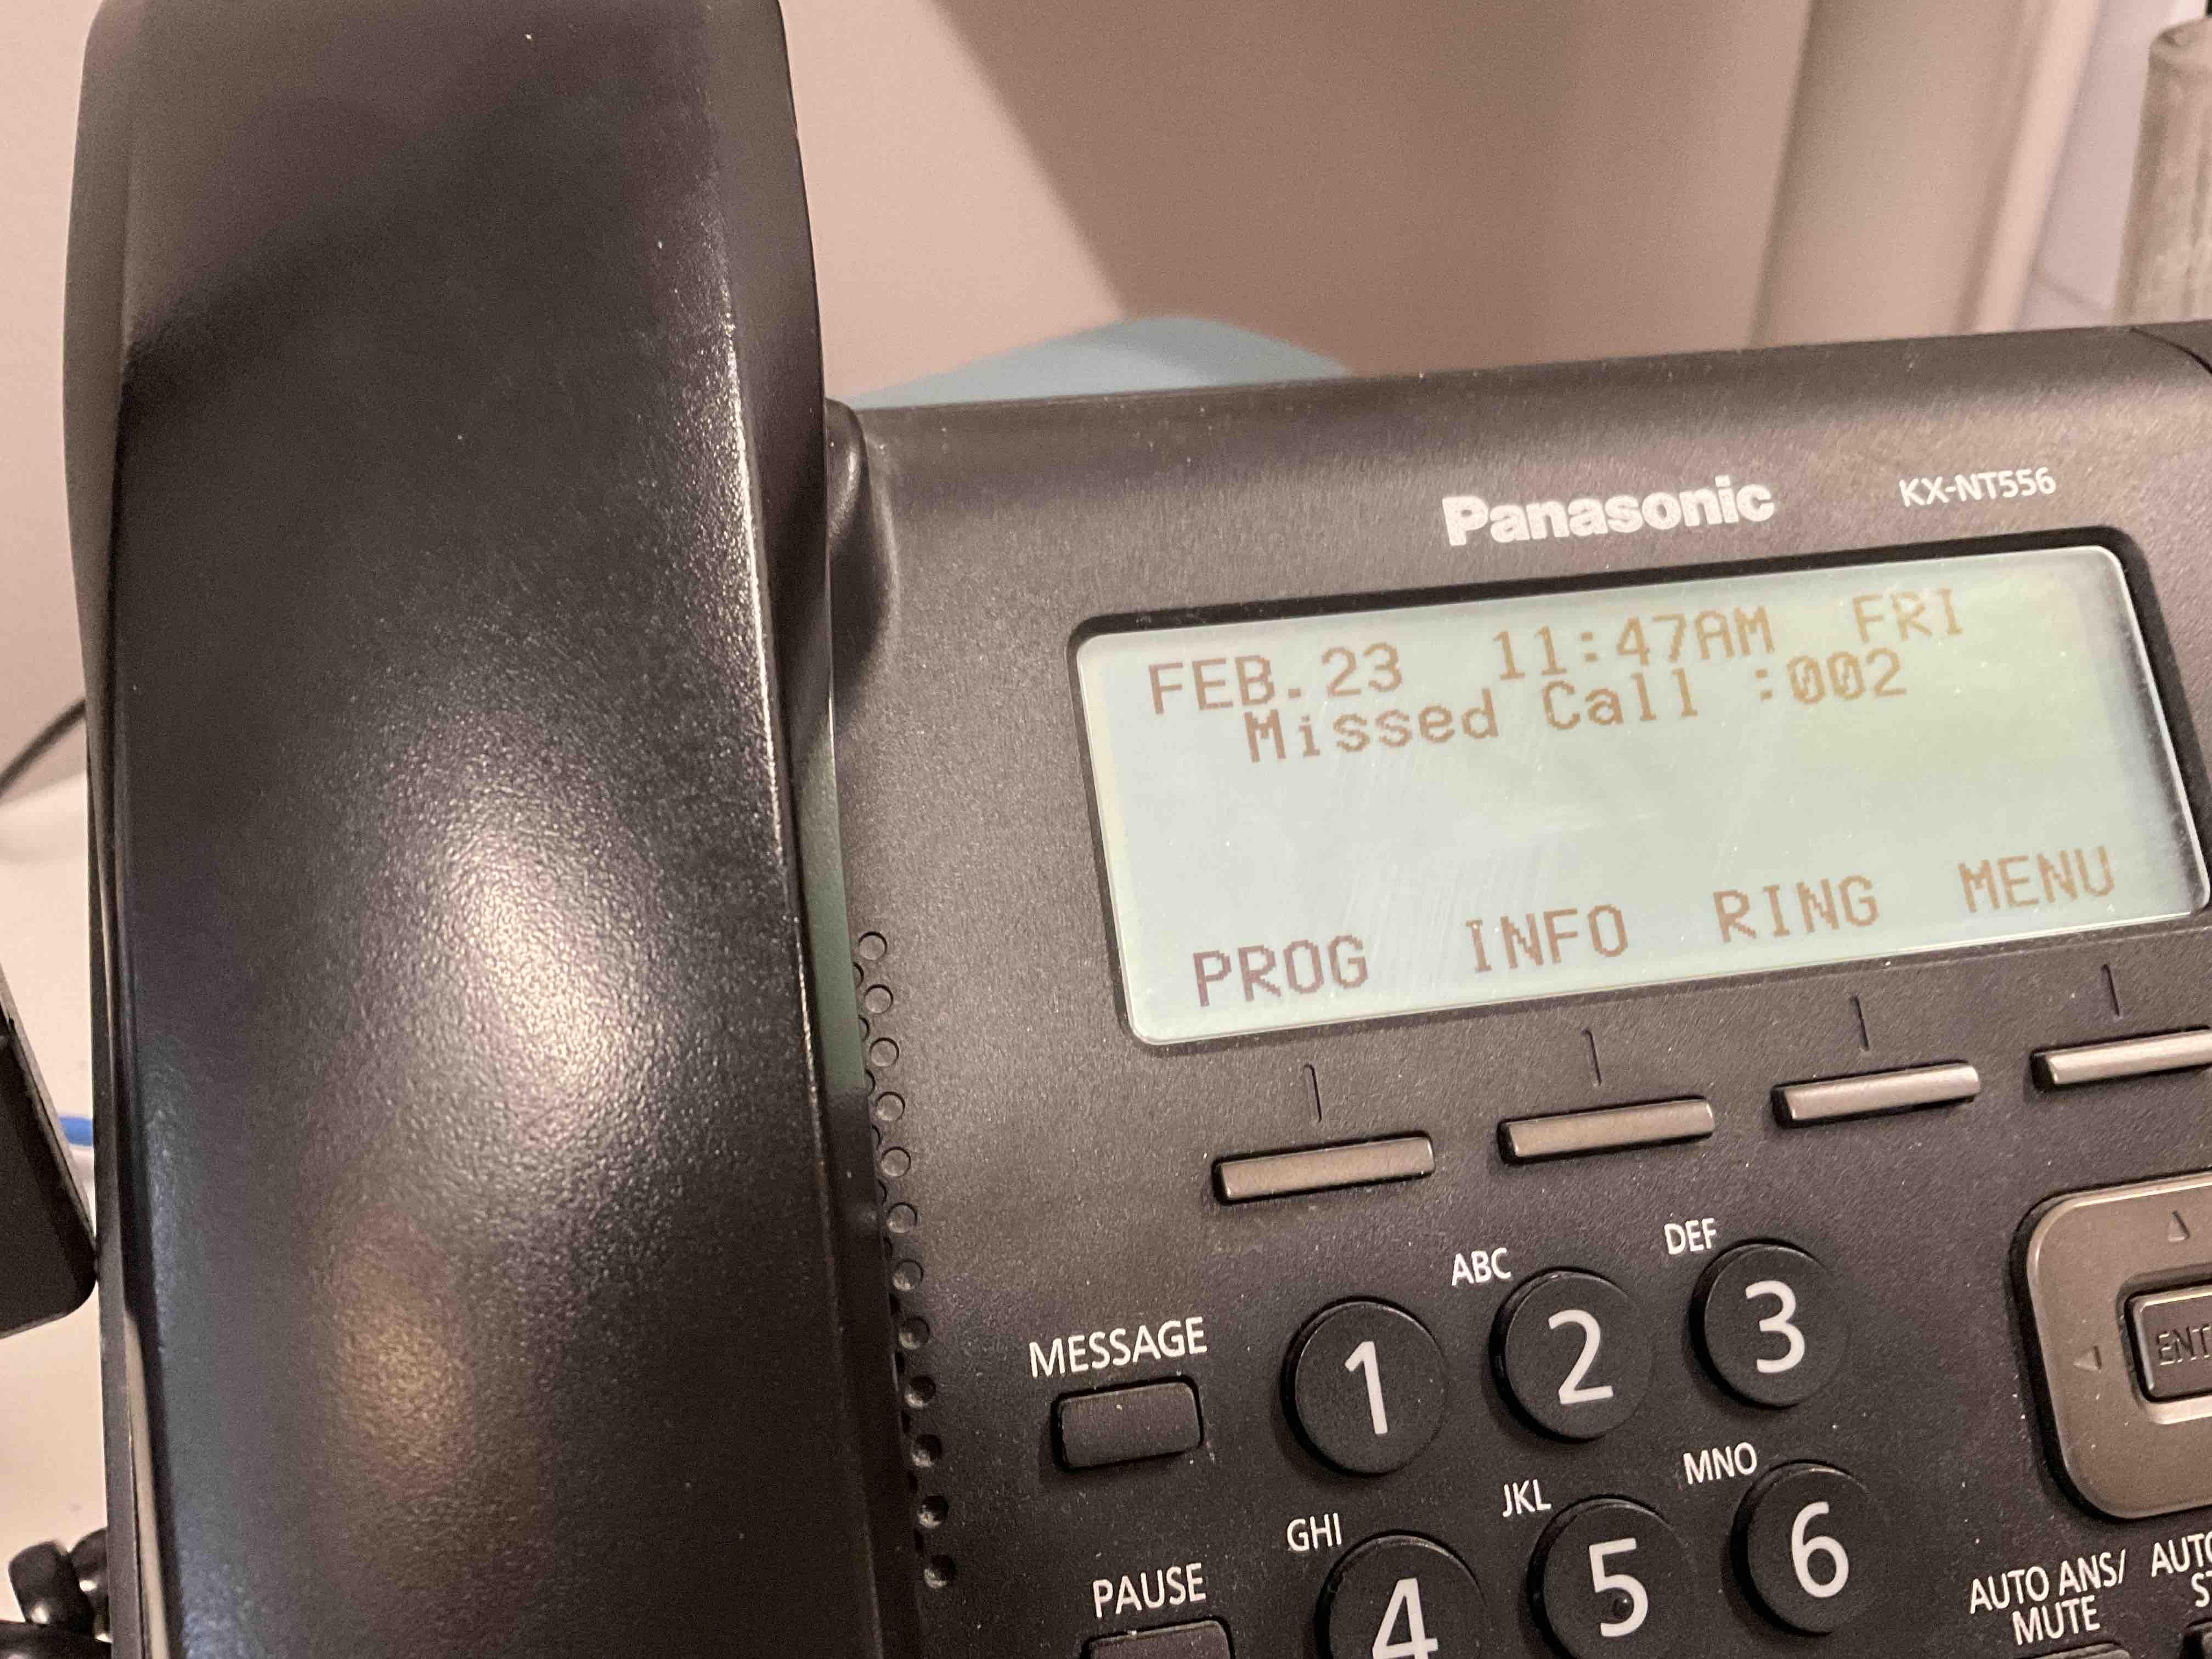 Panasonic KX-NT556
FEB.23 11:47AM FRI
Missed Call :002
PROG INFO RING MENU
ABC DEF
MESSAGE 1 2 3
GHI JKL MNO
PAUSE 4 5 6
AUTO ANS/
MUTE